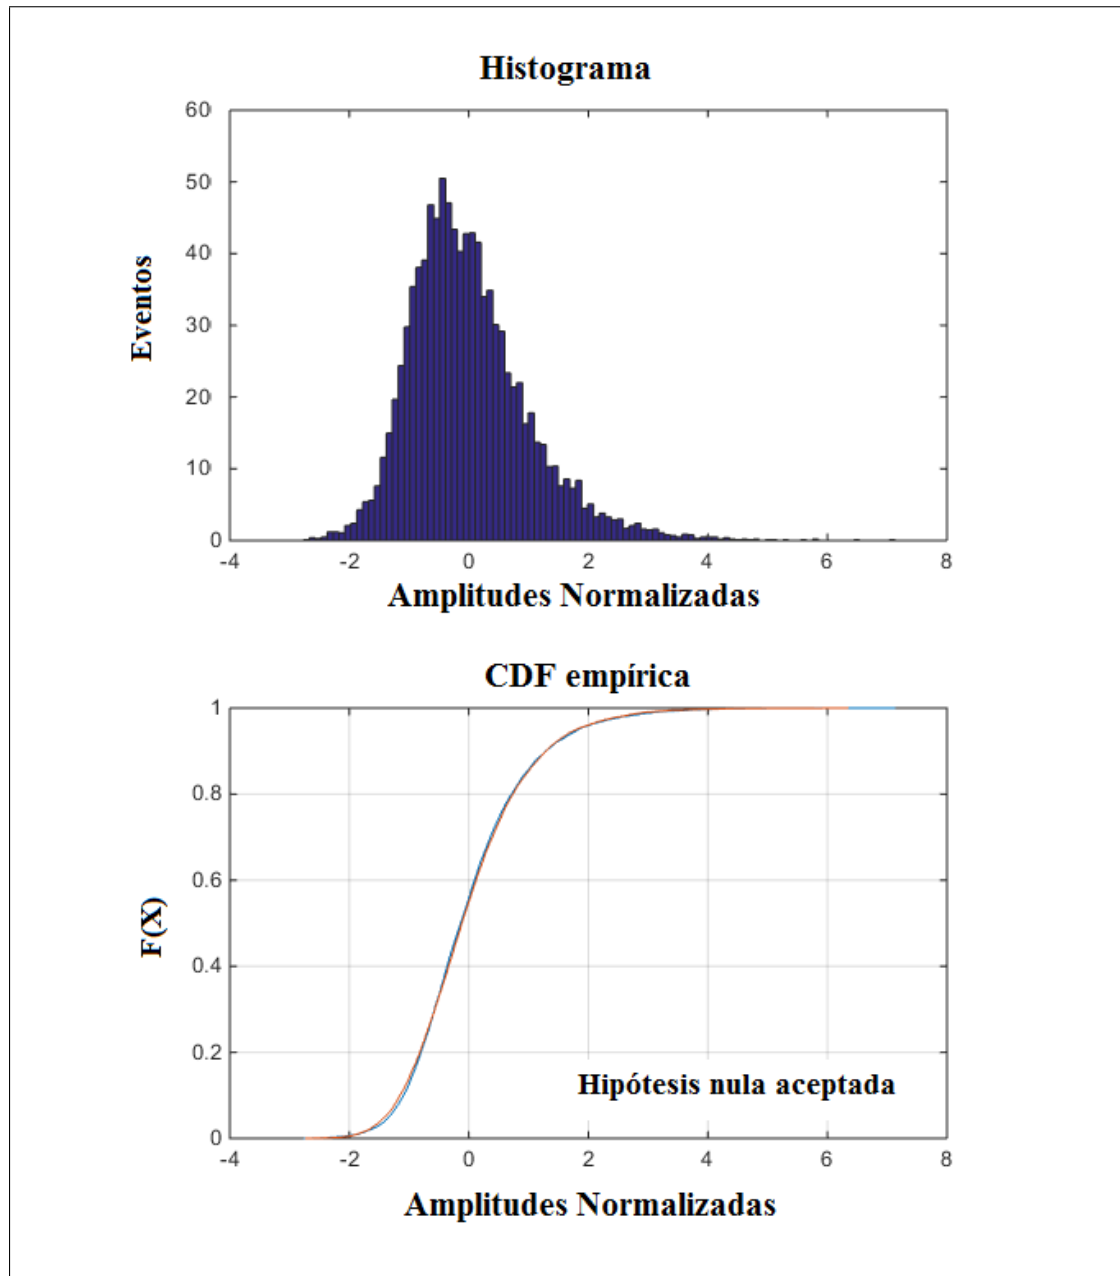 Histograma
60
50
40
30
20
10
0
-4 -2 0 2 4 6 8
Eventos
Amplitudes Normalizadas
CDF empírica
1
0.8
0.6
0.4
0.2
0
-4 -2 0 2 4 6 8
F(X)
Hipótesis nula aceptada
Amplitudes Normalizadas